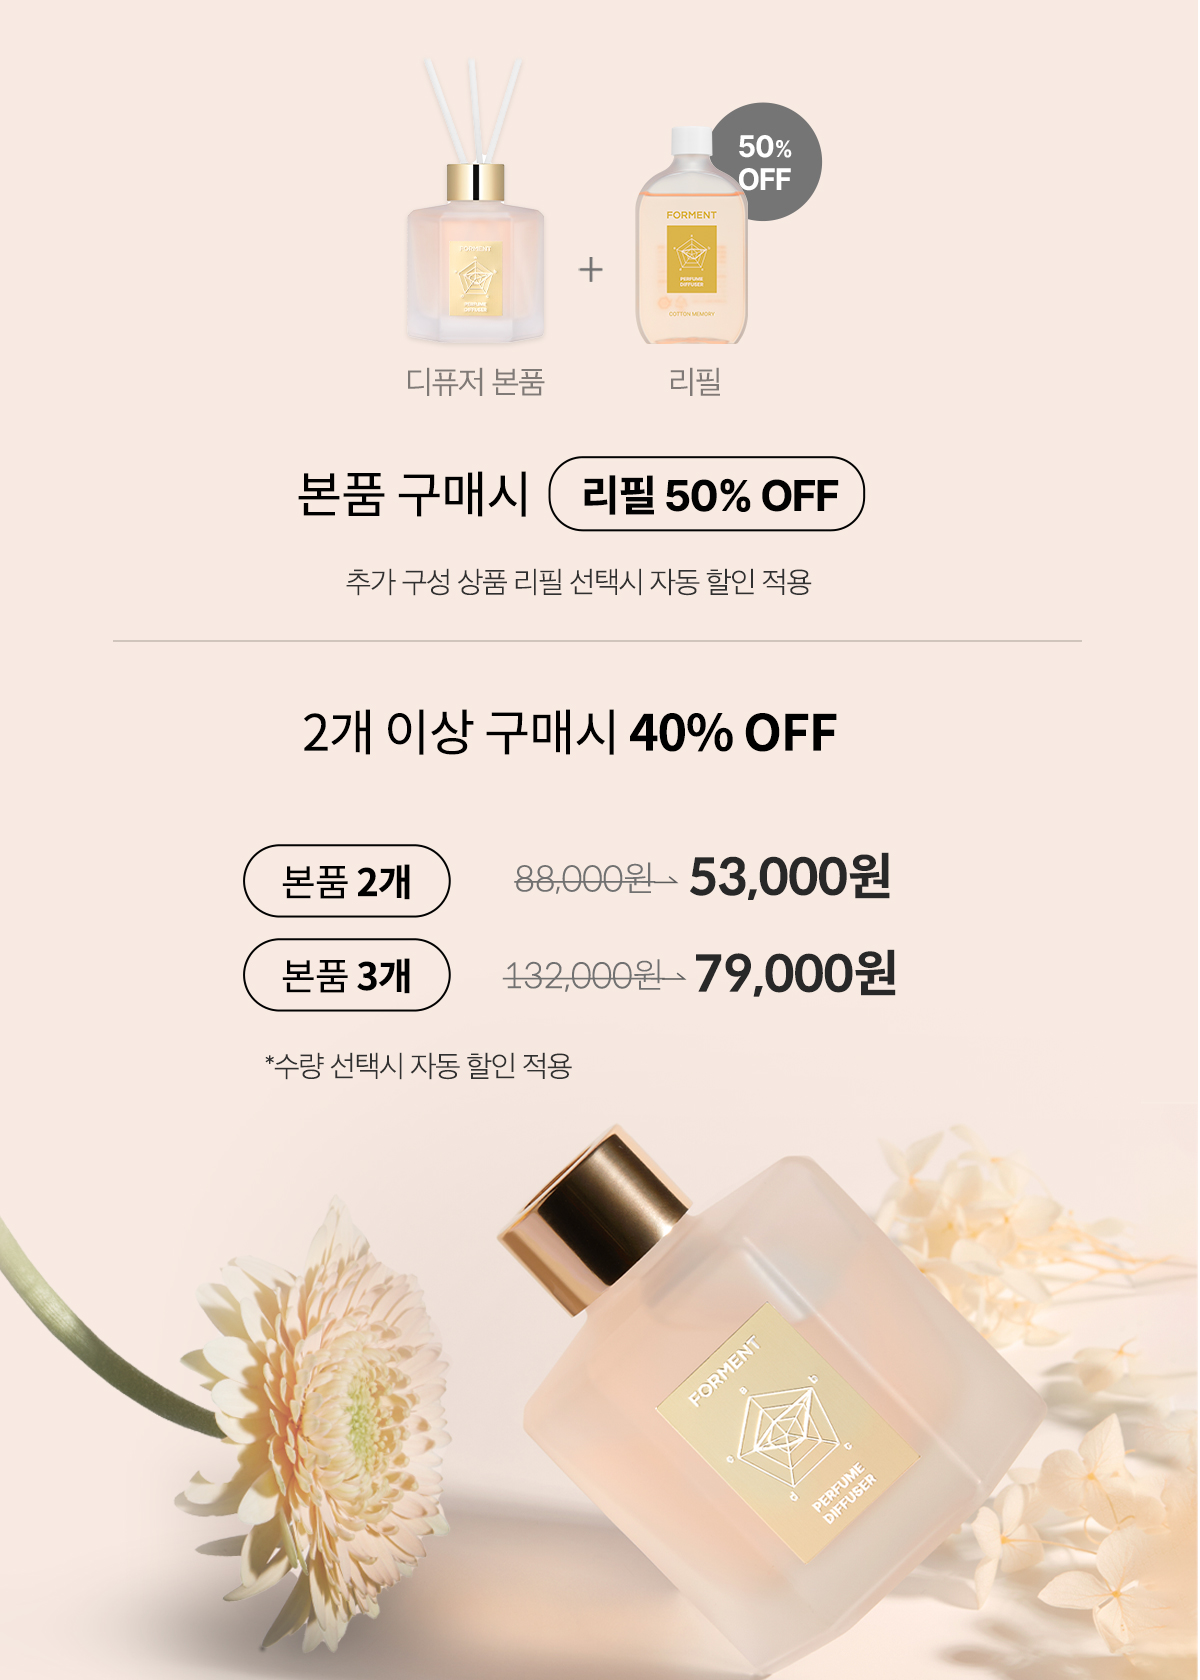 50%
OFF
FORMENT
PERFUME
DIFFUSER
FORMENT
PERFUME
DIFFUSER
COTTON MEMORY
+
디퓨저 본품
리필
본품 구매시 리필 50% OFF
추가 구성 상품 리필 선택시 자동 할인 적용
2개 이상 구매시 40% OFF
본품 2개 88,000원 → 53,000원
본품 3개 132,000원 → 79,000원
*수량 선택시 자동 할인 적용
FORMENT
a
b
c
d
PERFUME
DIFFUSER